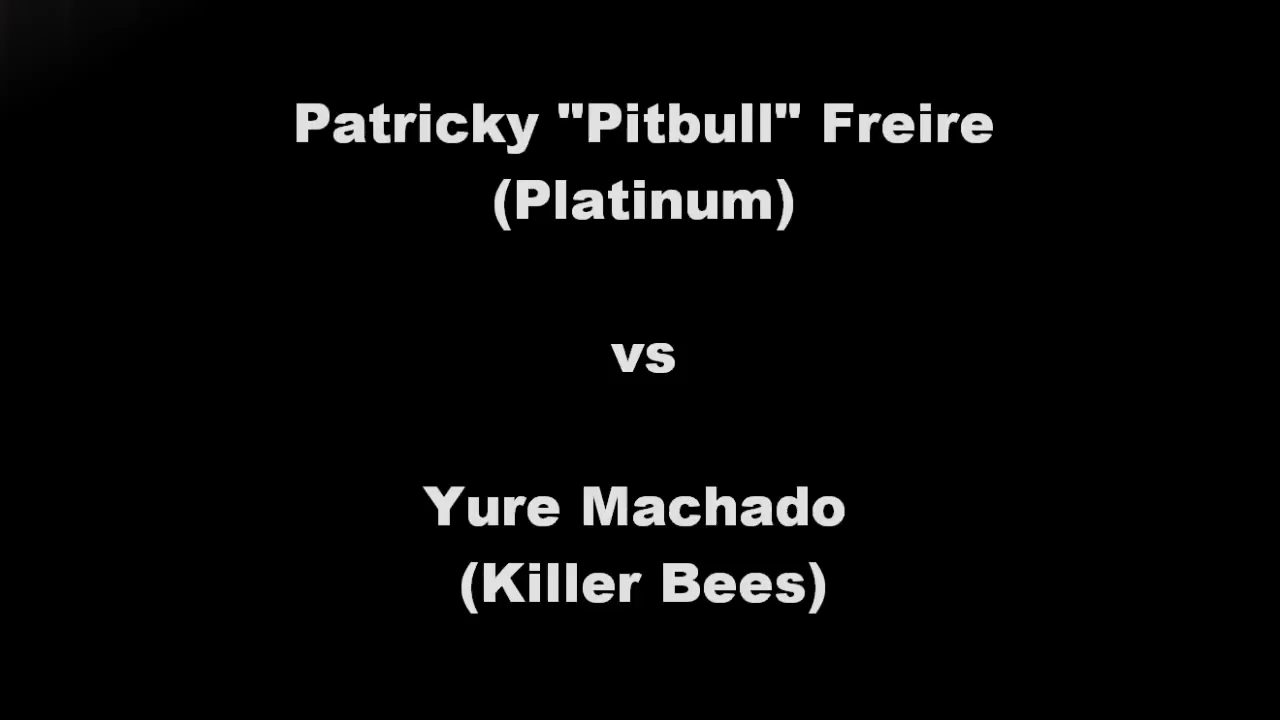 Patricky "Pitbull" Freire
(Platinum)
vs
Yure Machado
(Killer Bees)